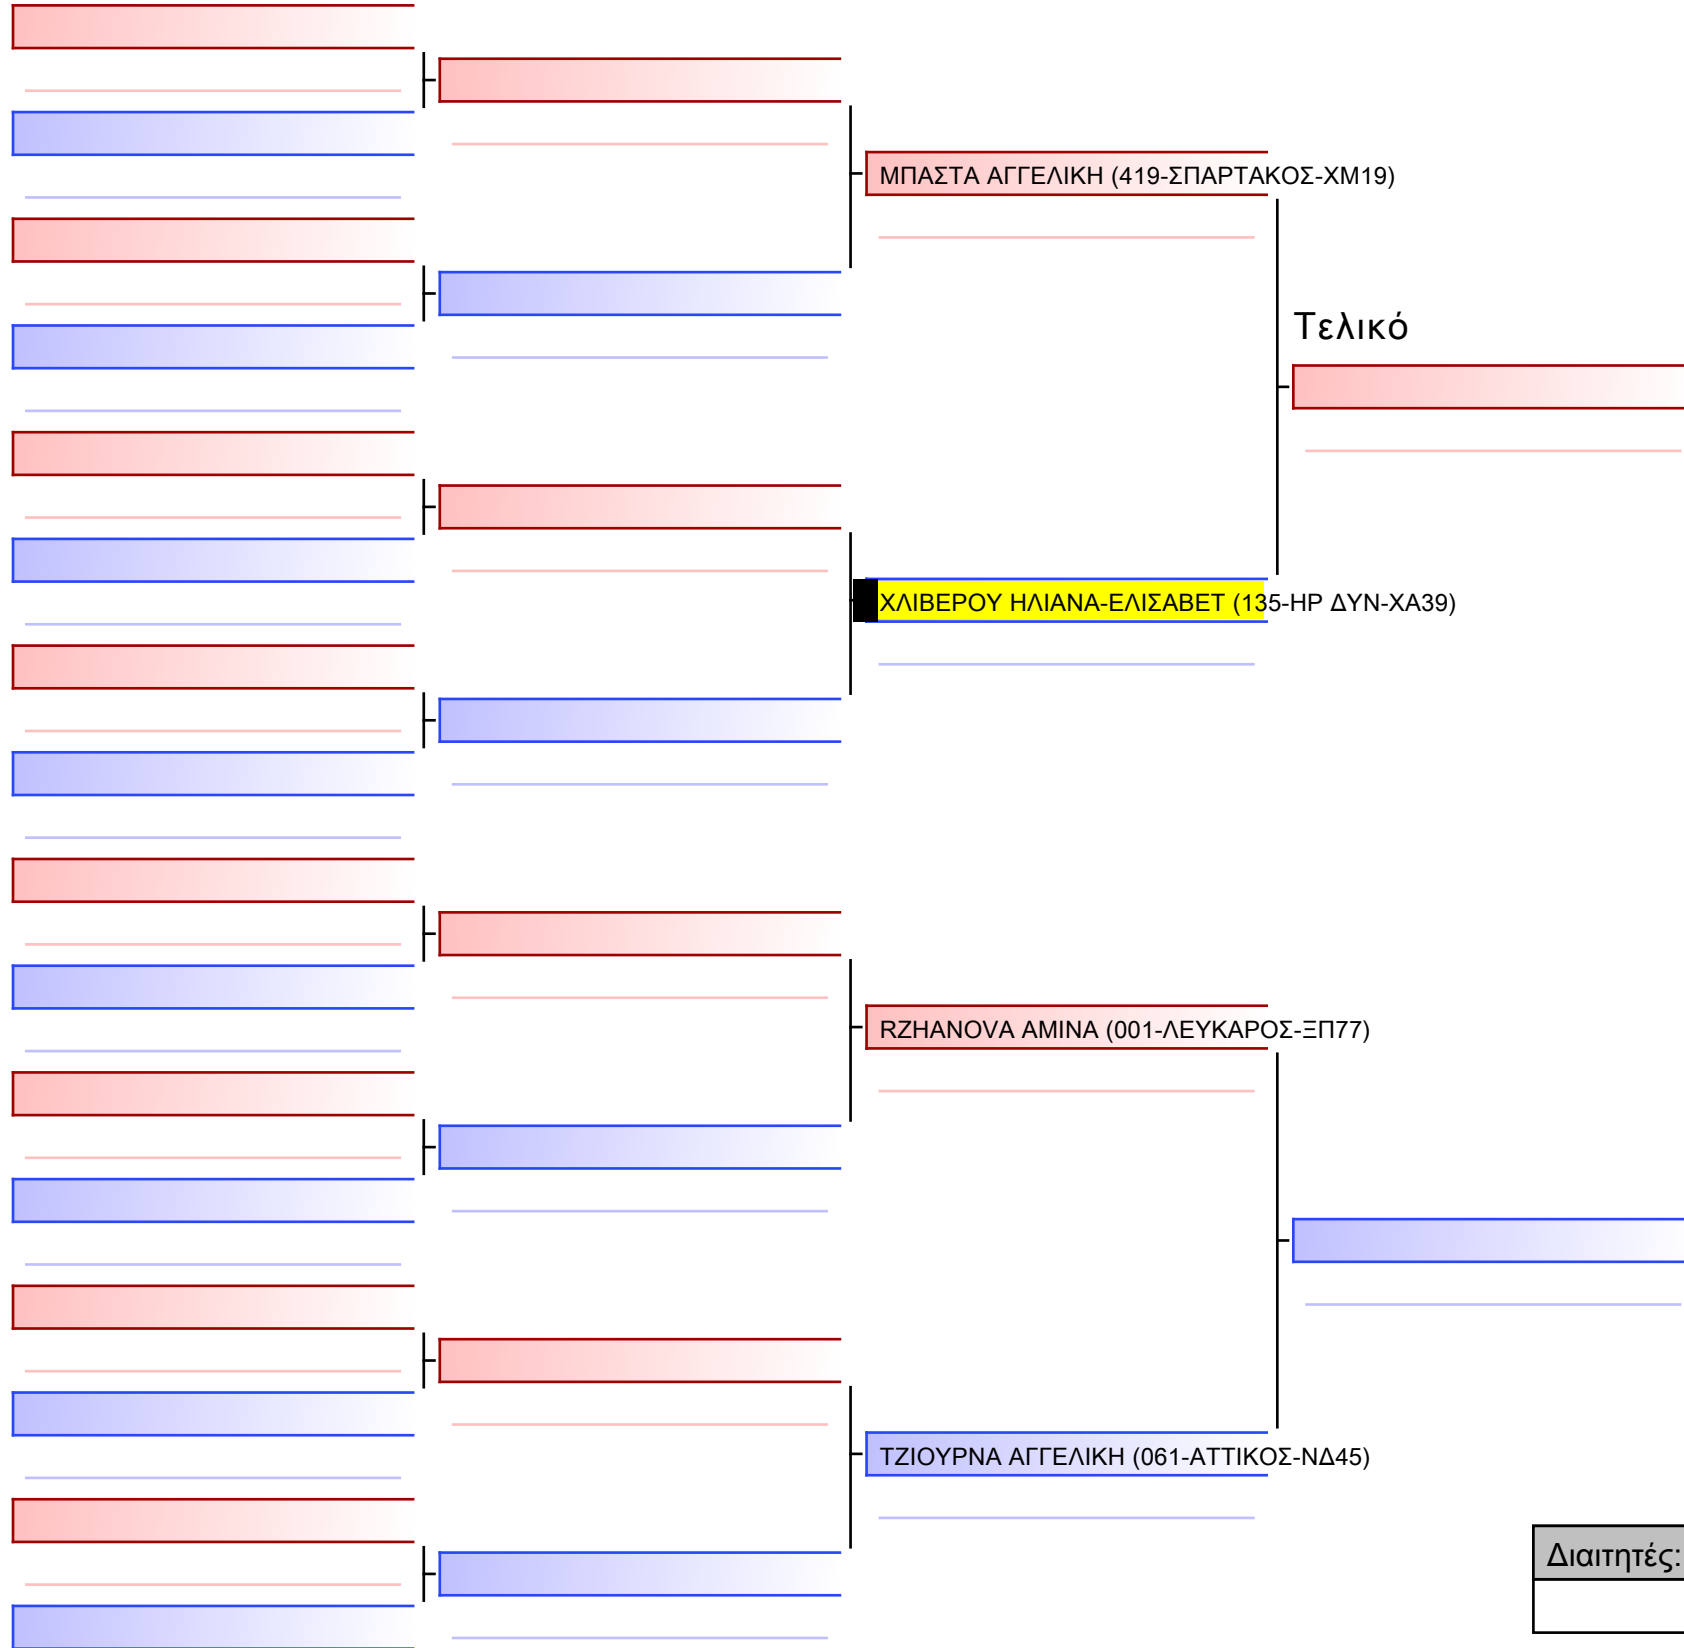 ΜΠΑΣΤΑ ΑΓΓΕΛΙΚΗ (419-ΣΠΑΡΤΑΚΟΣ-ΧΜ19)
Τελικό
ΧΛΙΒΕΡΟΥ ΗΛΙΑΝΑ-ΕΛΙΣΑΒΕΤ (135-ΗΡ ΔΥΝ-ΧΑ39)
RZHANOVA AMINA (001-ΛΕΥΚΑΡΟΣ-ΞΠ77)
ΤΖΙΟΥΡΝΑ ΑΓΓΕΛΙΚΗ (061-ΑΤΤΙΚΟΣ-ΝΔ45)
Διαιτητές: